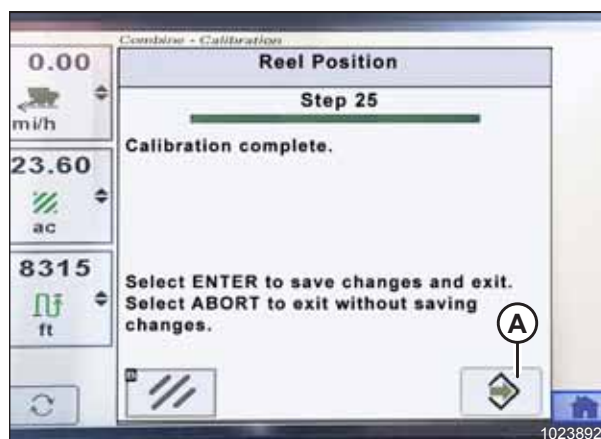 Combine - Calibration
0.00
mi/h
23.60
ac
8315
ft
Reel Position
Step 25
Calibration complete.
Select ENTER to save changes and exit.
Select ABORT to exit without saving
changes.
A
1023892